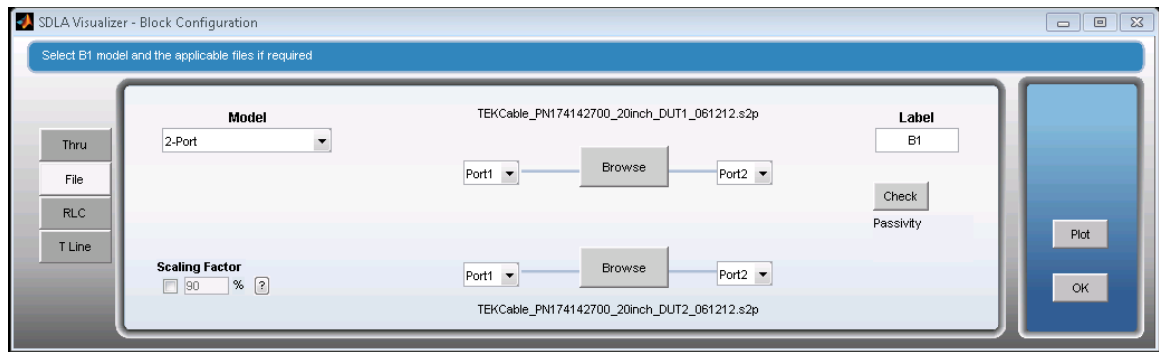 SDLA Visualizer - Block Configuration
Select B1 model and the applicable files if required
Thru
File
RLC
T Line
Model
2-Port
Scaling Factor
90 % ?
TEKCable_PN174142700_20inch_DUT1_061212.s2p
Port1 Browse Port2
Port1 Browse Port2
TEKCable_PN174142700_20inch_DUT2_061212.s2p
Label
B1
Check
Passivity
Plot
OK